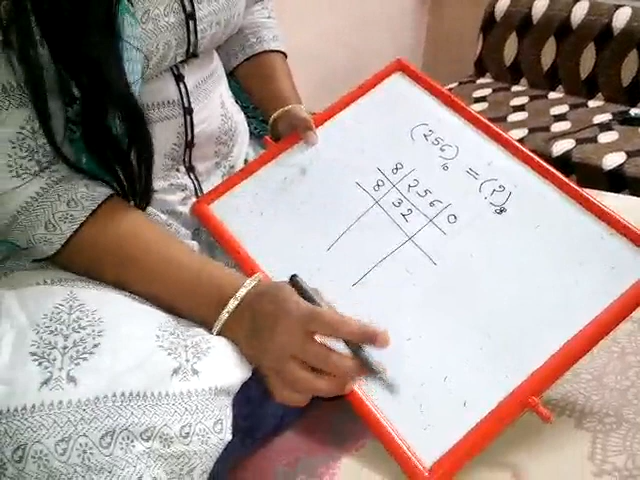 (256)₁₀ = (?)₈
8 256 0
8 32